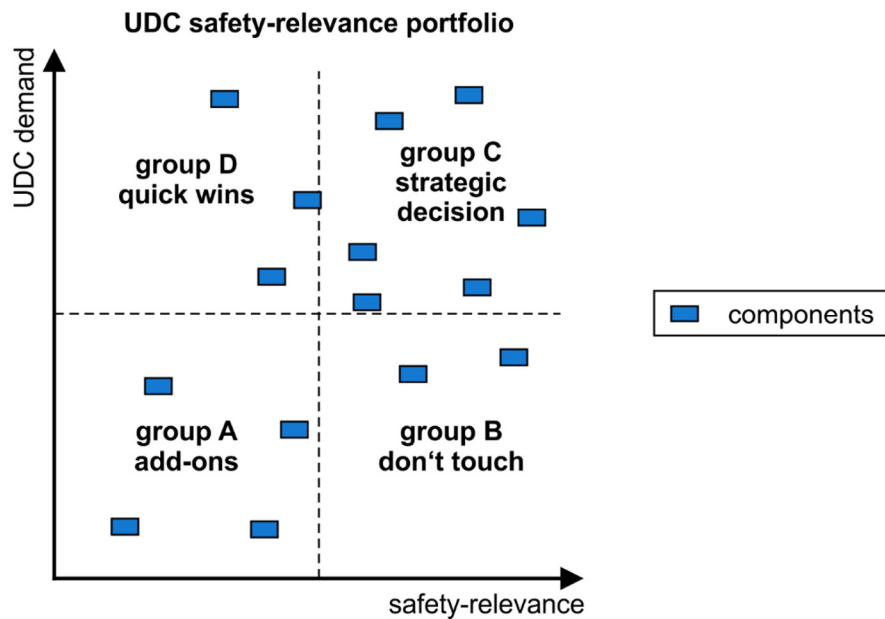 UDC safety-relevance portfolio
UDC demand
group D
quick wins
group C
strategic
decision
components
group A
add-ons
group B
don‘t touch
safety-relevance